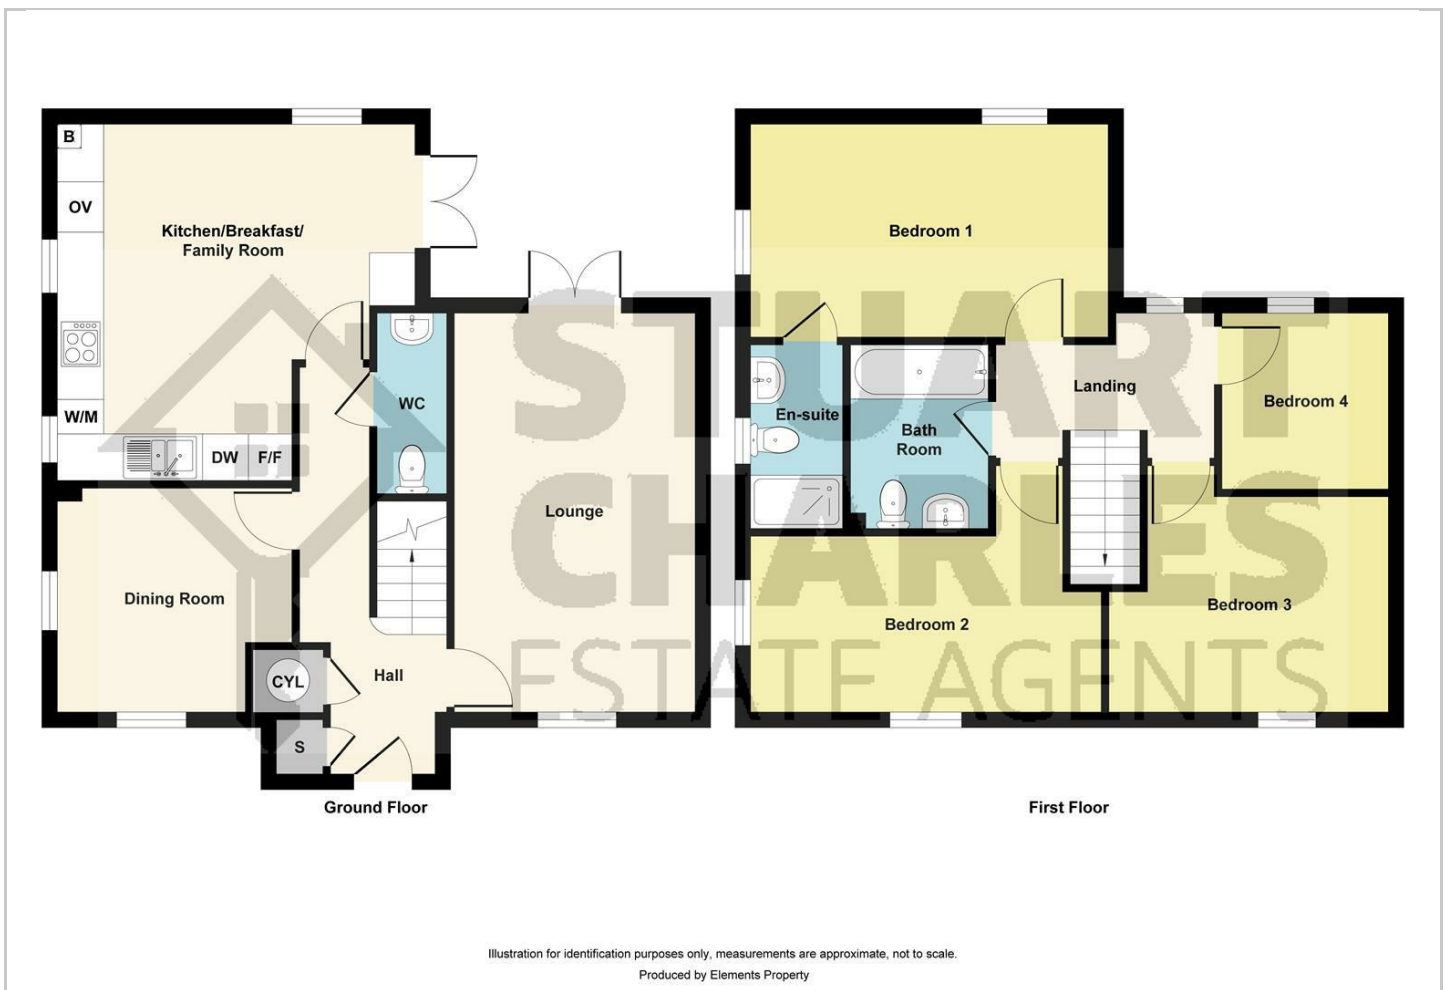 B
OV
Kitchen/Breakfast/
Family Room
W/M
DW
F/F
WC
Lounge
Dining Room
CYL
Hall
S
Ground Floor
Bedroom 1
En-suite
Bath
Room
Landing
Bedroom 4
Bedroom 2
Bedroom 3
First Floor
STUART
CHARLES
ESTATE AGENTS
Illustration for identification purposes only, measurements are approximate, not to scale.
Produced by Elements Property